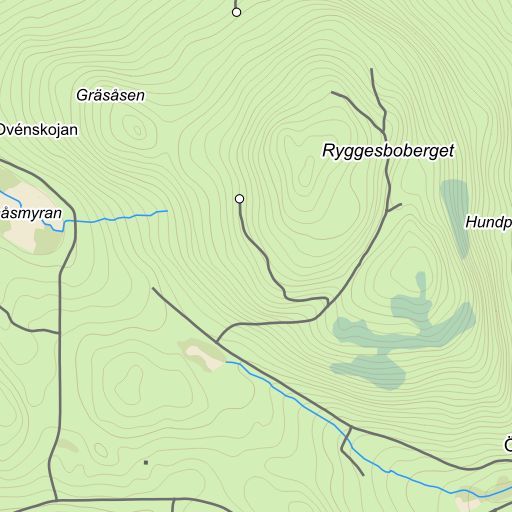 Gräsåsen
Ovénskojan
Ryggesboberget
åsmyran
Hundp
Ö